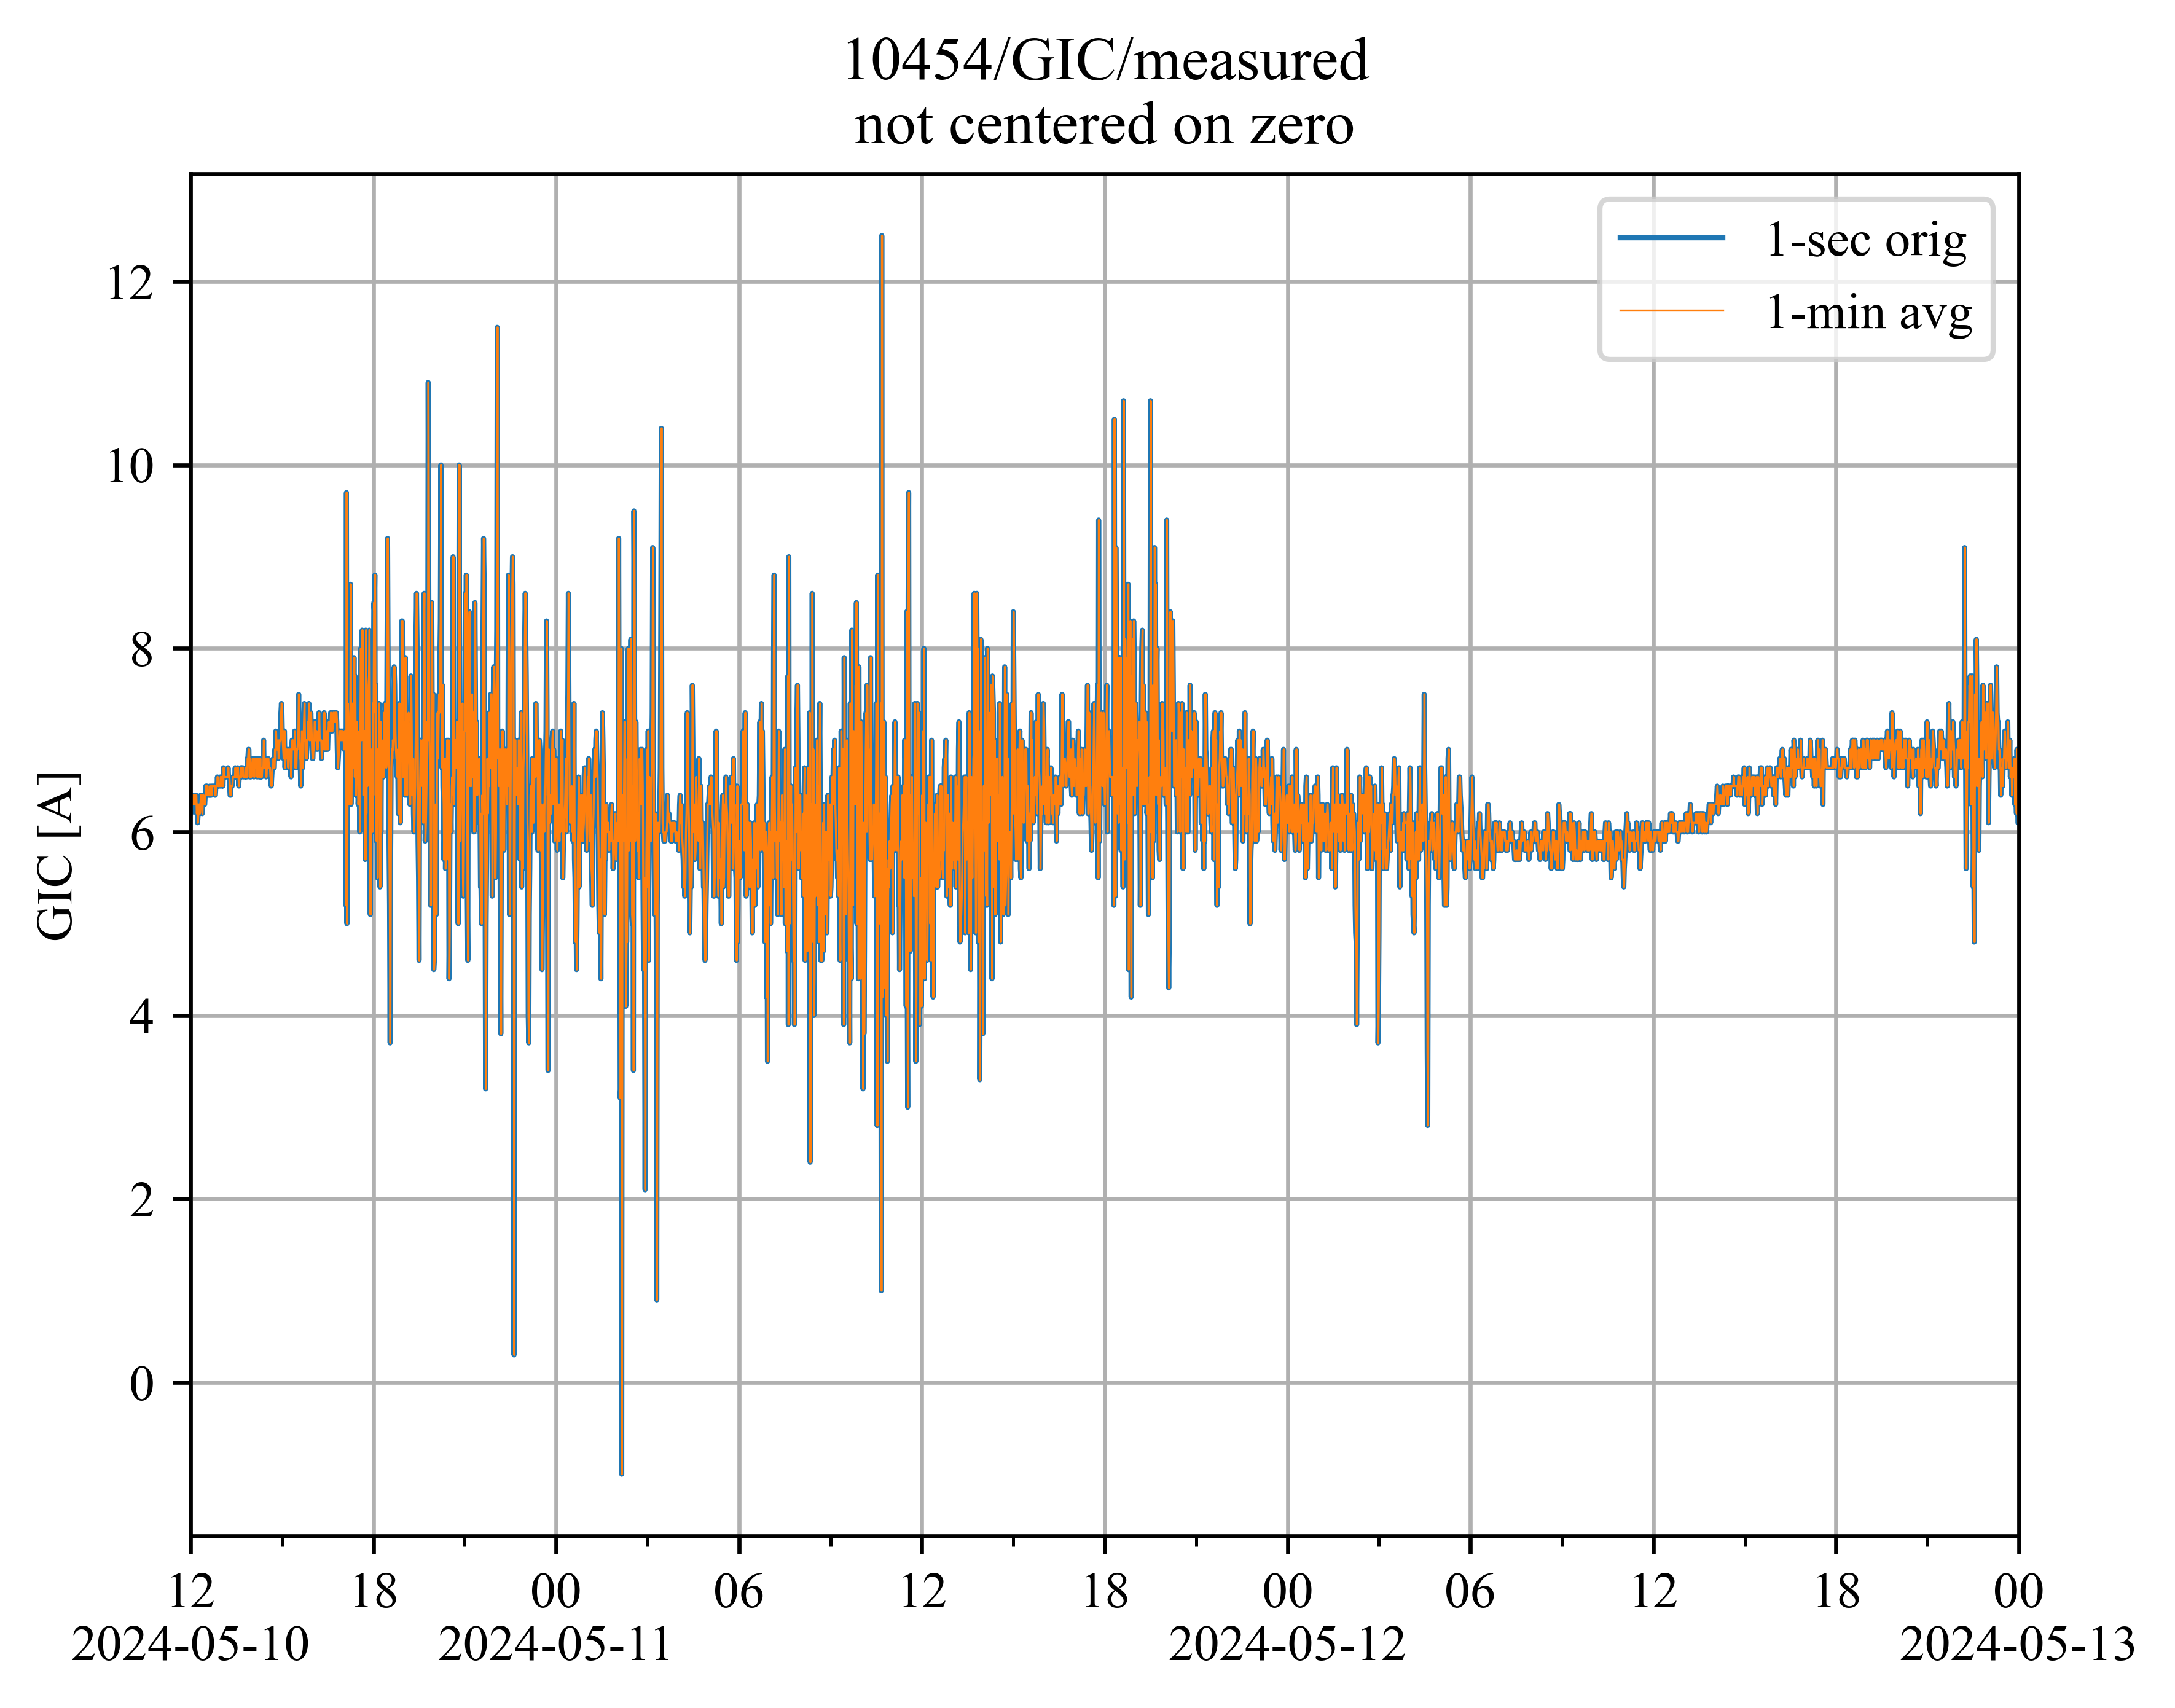 10454/GIC/measured
not centered on zero
1-sec orig
1-min avg
12
10
8
6
4
2
0
GIC [A]
12 18 00 06 12 18 00 06 12 18 00
2024-05-10 2024-05-11 2024-05-12 2024-05-13